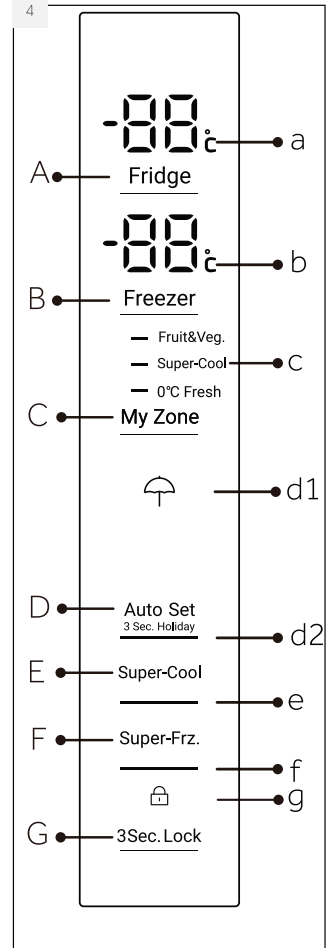 4
-88°c
a
A
Fridge
-88°c
b
B
Freezer
Fruit&Veg.
Super-Cool
c
0°C Fresh
C
My Zone
d1
D
Auto Set
3 Sec. Holiday
d2
E
Super-Cool
e
F
Super-Frz.
f
g
G
3Sec.Lock